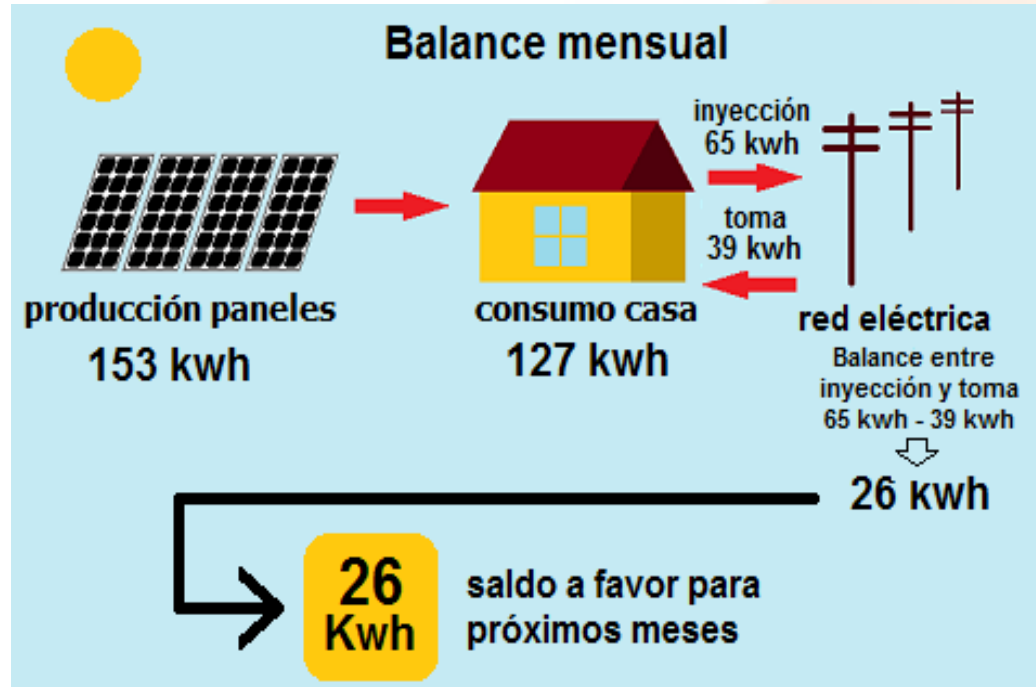 Balance mensual
inyección
65 kwh
toma
39 kwh
producción paneles
153 kwh
consumo casa
127 kwh
red eléctrica
Balance entre
inyección y toma
65 kwh - 39 kwh
26 kwh
26
Kwh
saldo a favor para
próximos meses